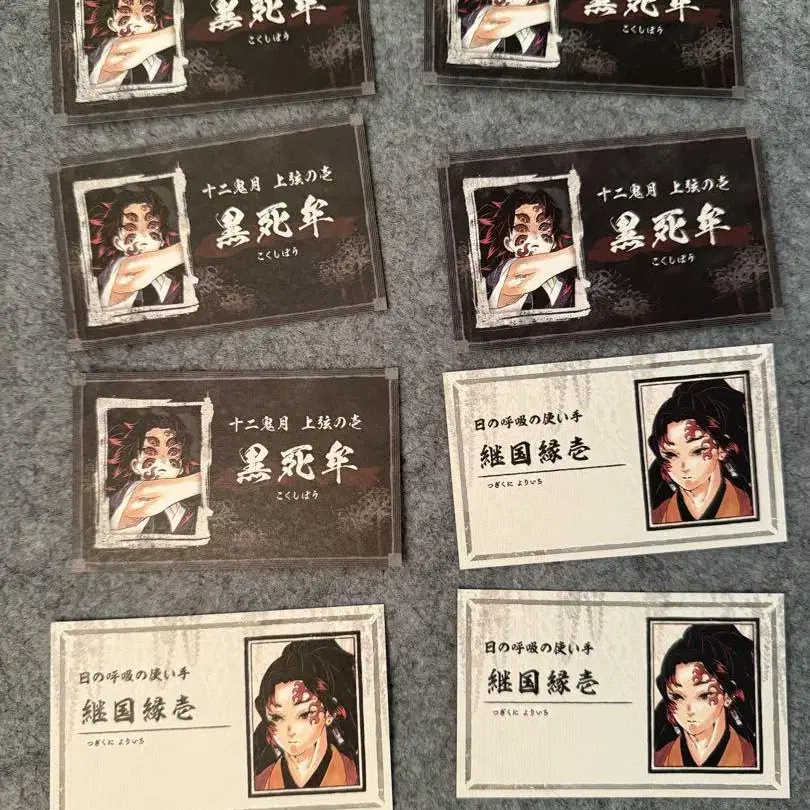 黒死牟
こくしぼう
黒死牟
こくしぼう
十二鬼月 上弦の壱
黒死牟
こくしぼう
十二鬼月 上弦の壱
黒死牟
こくしぼう
十二鬼月 上弦の壱
黒死牟
こくしぼう
日の呼吸の使い手
継国縁壱
つぎくに よりいち
日の呼吸の使い手
継国縁壱
つぎくに よりいち
日の呼吸の使い手
継国縁壱
つぎくに よりいち